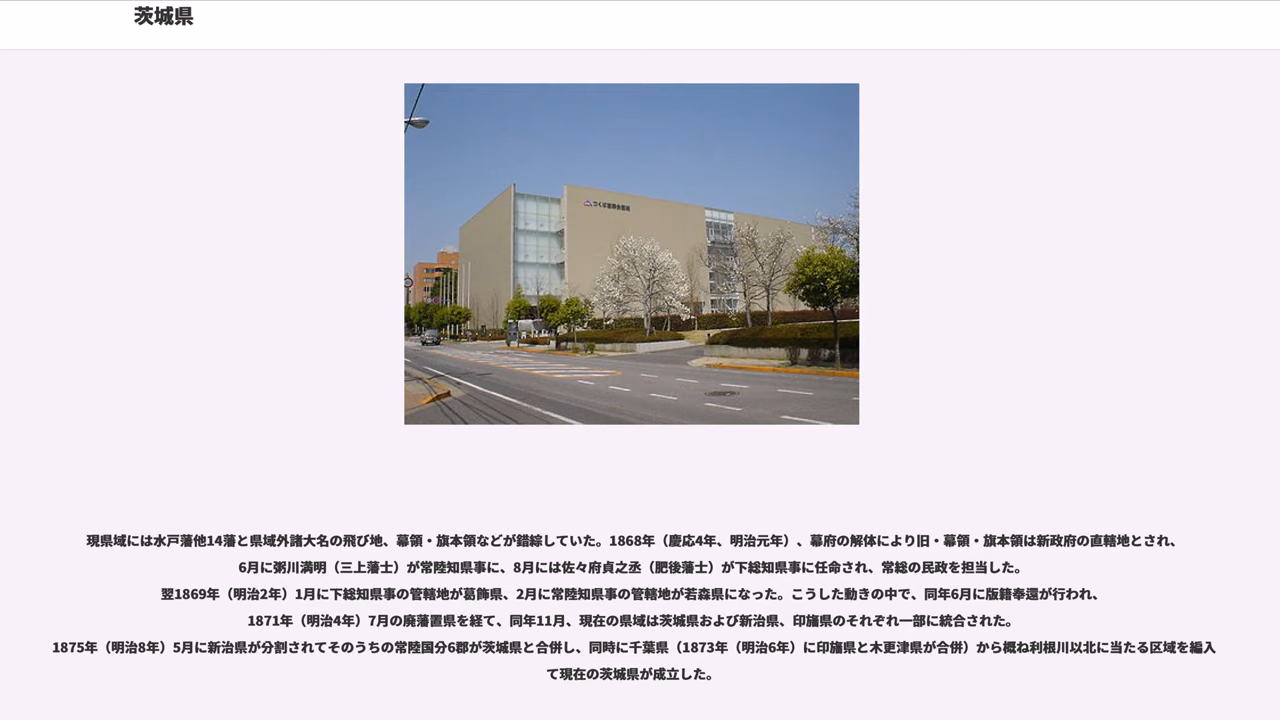 茨城県
つくば国際会議場
現県域には水戸藩他14藩と県域外諸大名の飛び地、幕領・旗本領などが錯綜していた。1868年（慶応4年、明治元年）、幕府の解体により旧・幕領・旗本領は新政府の直轄地とされ、
6月に粥川満明（三上藩士）が常陸知県事に、8月には佐々府貞之丞（肥後藩士）が下総知県事に任命され、常総の民政を担当した。
翌1869年（明治2年）1月に下総知県事の管轄地が葛飾県、2月に常陸知県事の管轄地が若森県になった。こうした動きの中で、同年6月に版籍奉還が行われ、
1871年（明治4年）7月の廃藩置県を経て、同年11月、現在の県域は茨城県および新治県、印旛県のそれぞれ一部に統合された。
1875年（明治8年）5月に新治県が分割されてそのうちの常陸国分6郡が茨城県と合併し、同時に千葉県（1873年（明治6年）に印旛県と木更津県が合併）から概ね利根川以北に当たる区域を編入
て現在の茨城県が成立した。